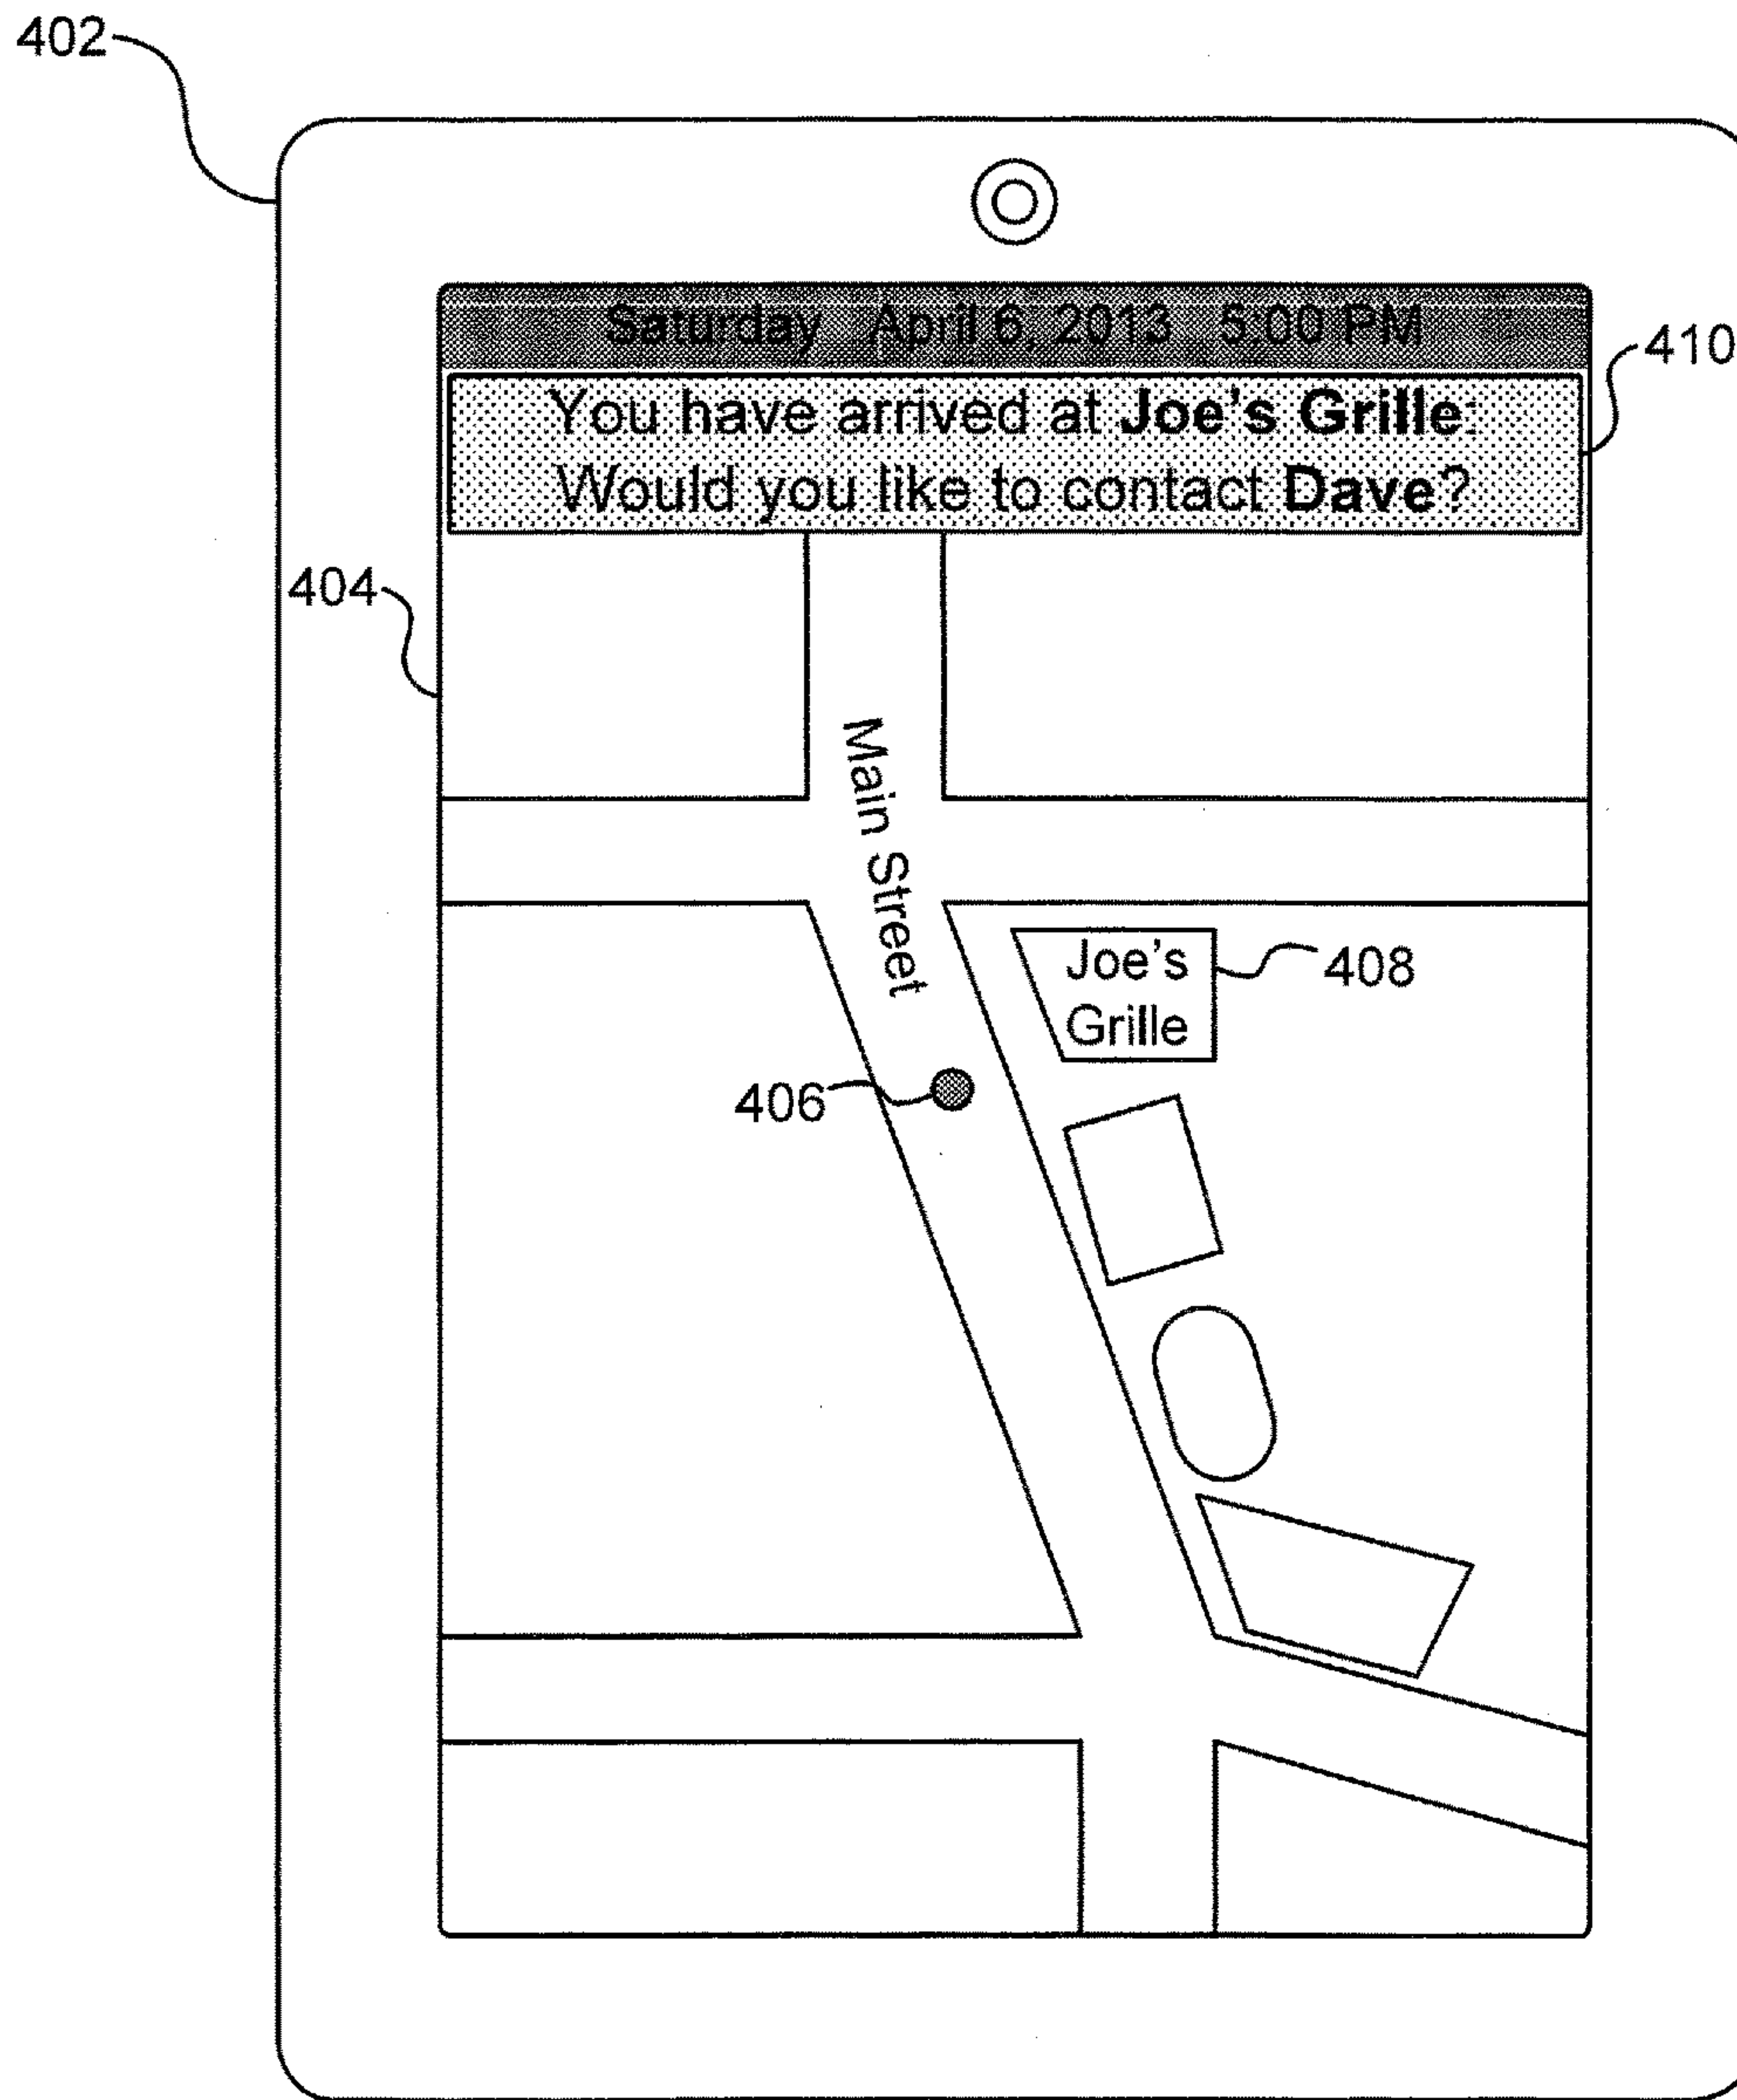 402
Saturday April 6, 2013 5:00 PM
410
You have arrived at Joe's Grille:
Would you like to contact Dave?
404
Main Street
Joe's
Grille
408
406